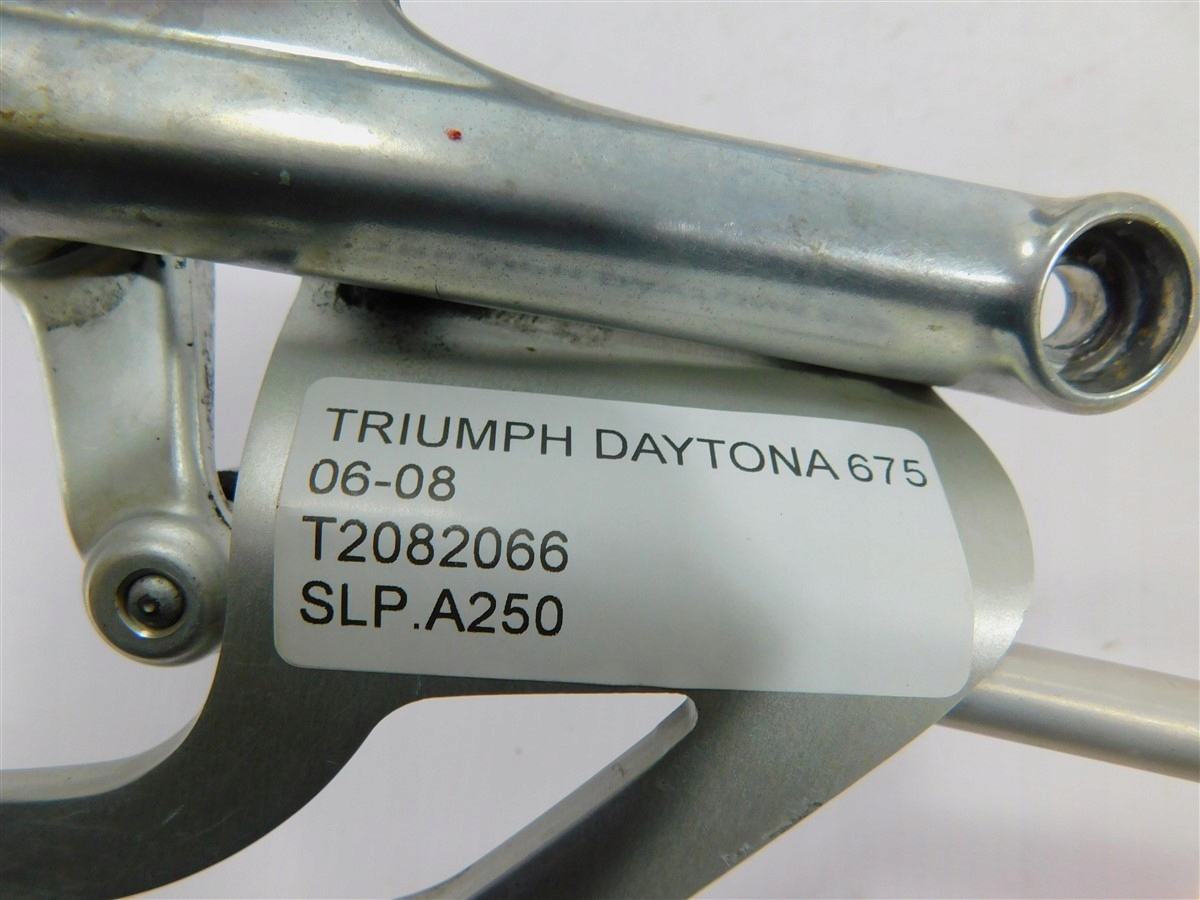 TRIUMPH DAYTONA 675
06-08
T2082066
SLP.A250